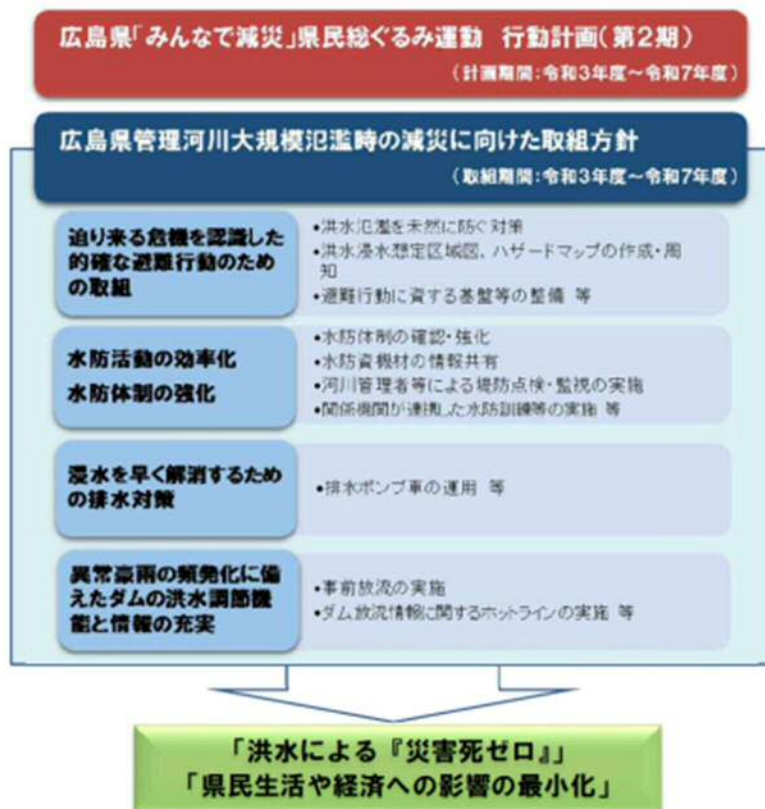 広島県「みんなで減災」県民総ぐるみ運動　行動計画(第2期)
(計画期間:令和3年度~令和7年度)
広島県管理河川大規模氾濫時の減災に向けた取組方針
(取組期間:令和3年度~令和7年度)
迫り来る危機を認識した
的確な避難行動のため
の取組
•洪水氾濫を未然に防ぐ対策
•洪水浸水想定区域図、ハザードマップの作成・周
知
•避難行動に資する基盤等の整備 等
水防活動の効率化
水防体制の強化
•水防体制の確認・強化
•水防資機材の情報共有
•河川管理者等による堤防点検・監視の実施
•関係機関が連携した水防訓練等の実施 等
浸水を早く解消するため
の排水対策
•排水ポンプ車の運用 等
異常豪雨の頻発化に備
えたダムの洪水調節機
能と情報の充実
•事前放流の実施
•ダム放流情報に関するホットラインの実施 等
「洪水による『災害死ゼロ』」
「県民生活や経済への影響の最小化」